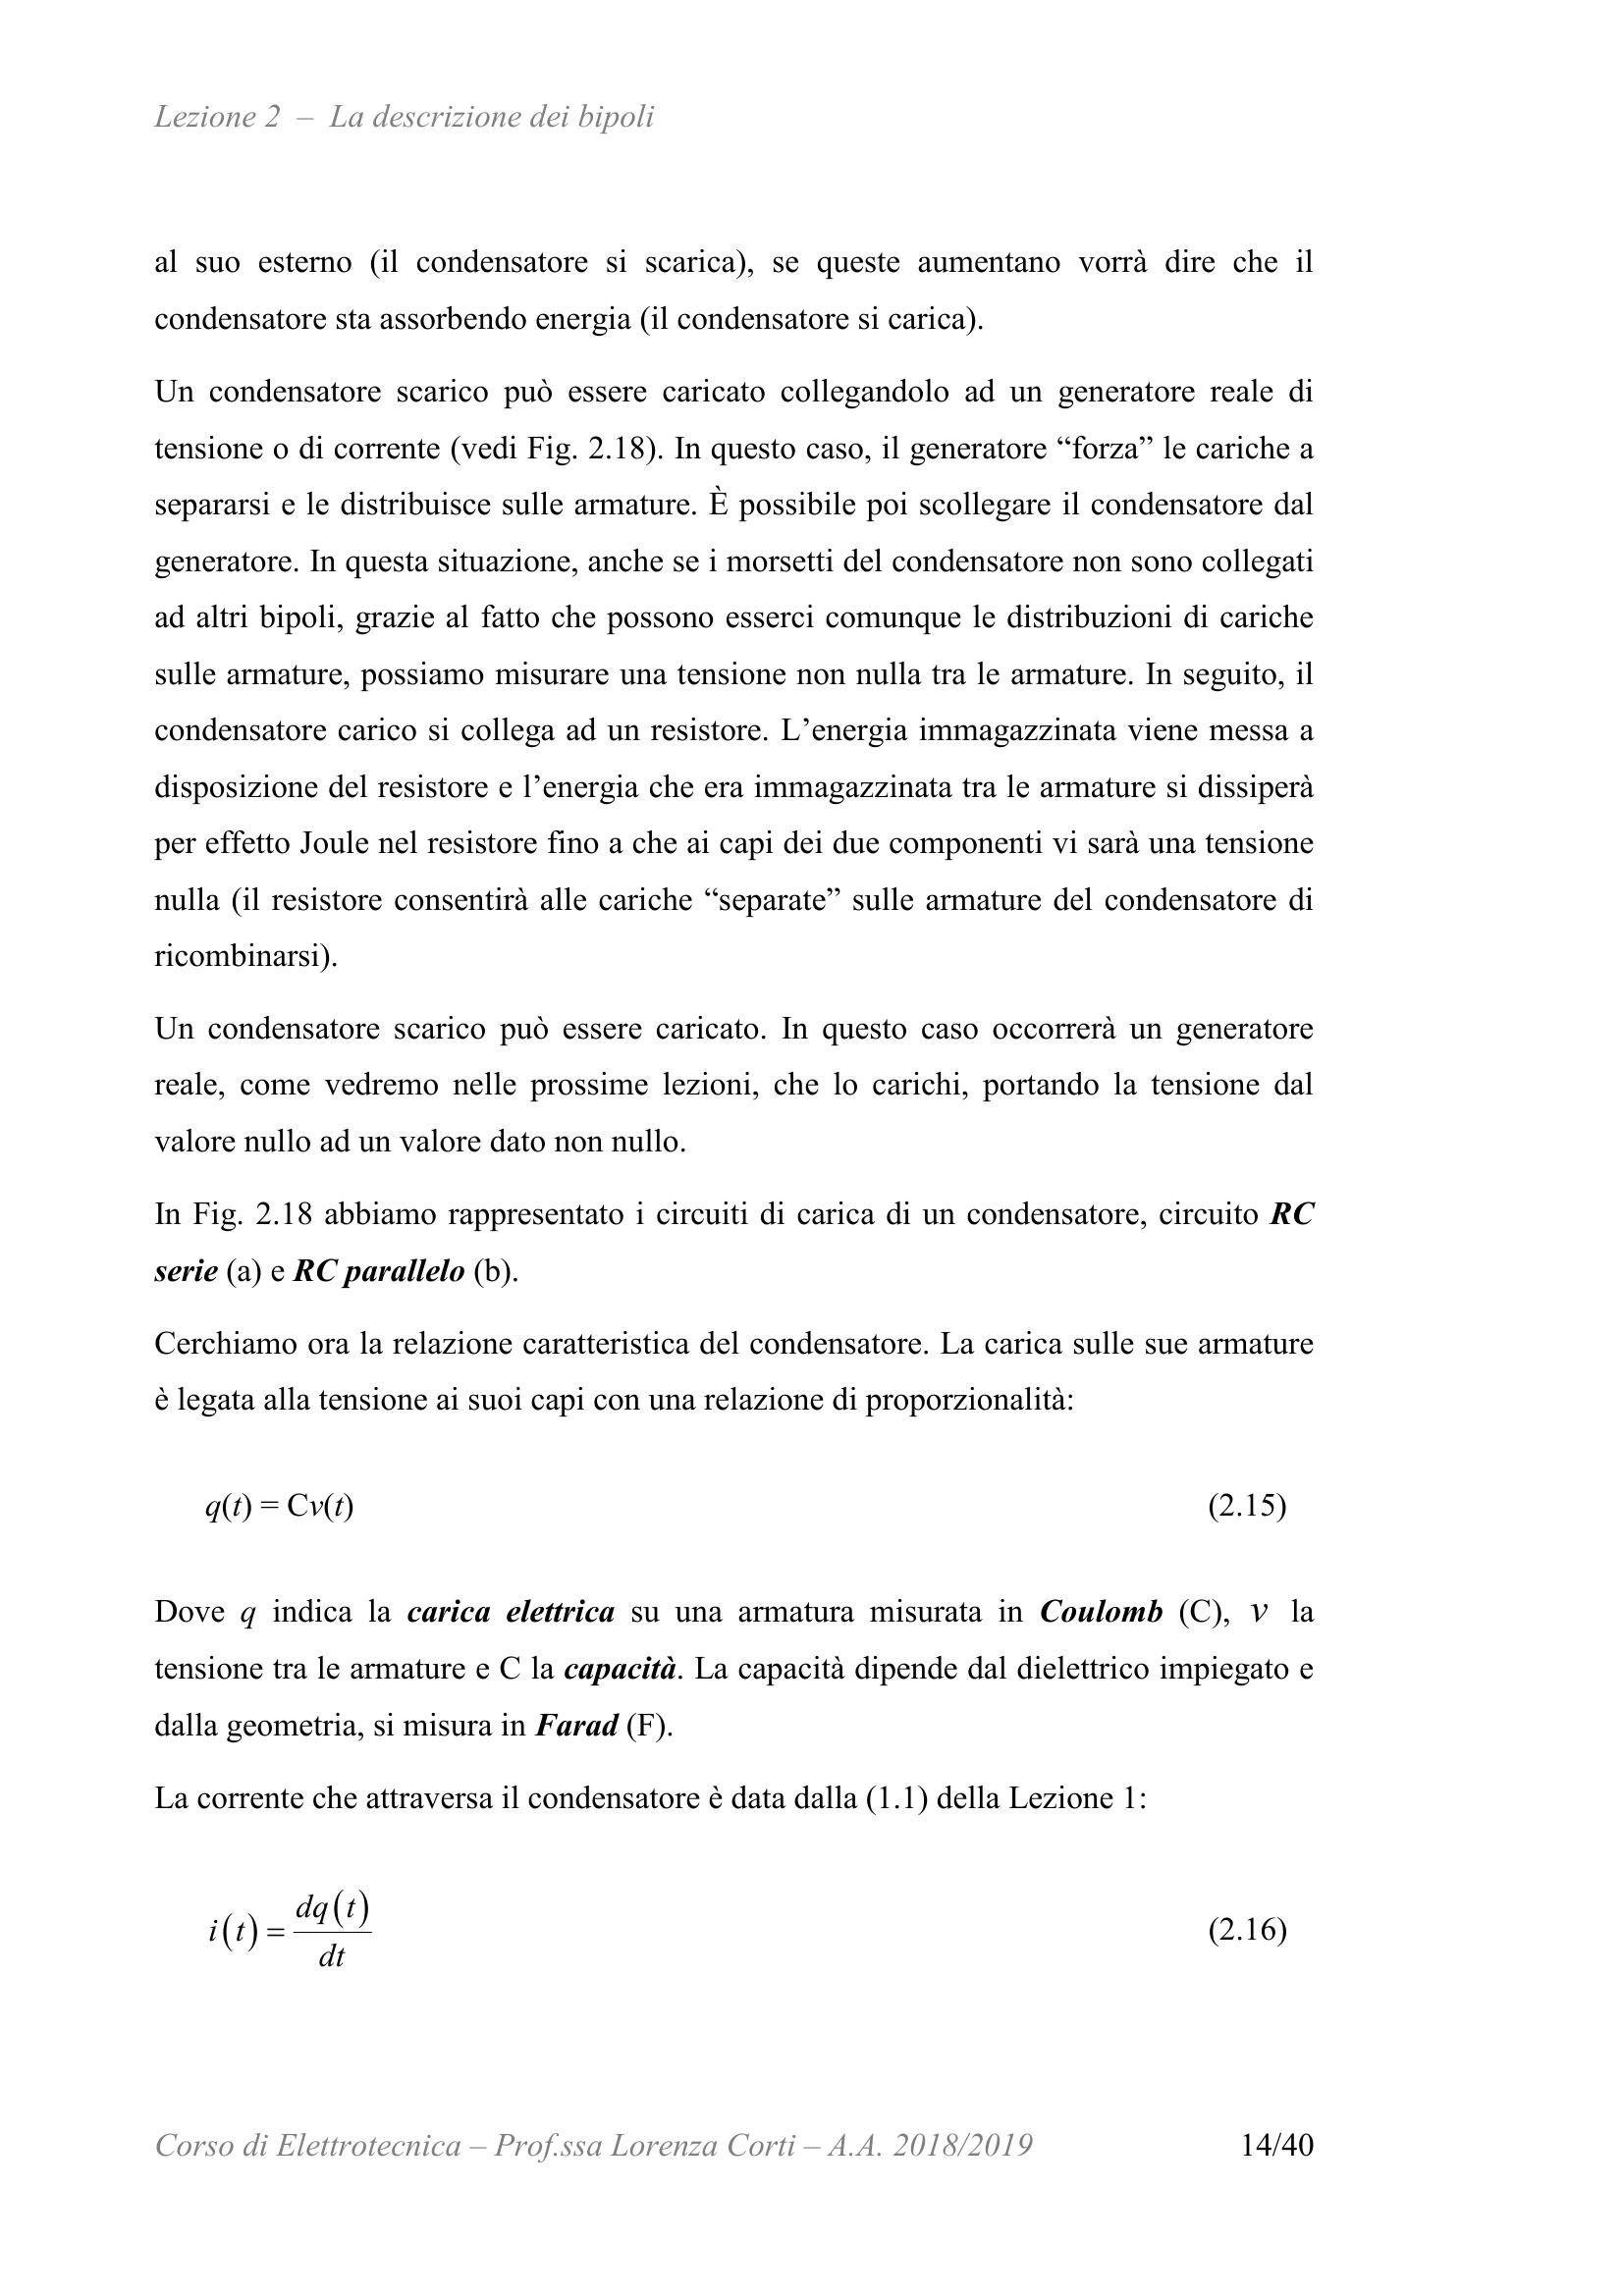 Lezione 2 – La descrizione dei bipoli
al suo esterno (il condensatore si scarica), se queste aumentano vorrà dire che il
condensatore sta assorbendo energia (il condensatore si carica).
Un condensatore scarico può essere caricato collegandolo ad un generatore reale di
tensione o di corrente (vedi Fig. 2.18). In questo caso, il generatore “forza” le cariche a
separarsi e le distribuisce sulle armature. È possibile poi scollegare il condensatore dal
generatore. In questa situazione, anche se i morsetti del condensatore non sono collegati
ad altri bipoli, grazie al fatto che possono esserci comunque le distribuzioni di cariche
sulle armature, possiamo misurare una tensione non nulla tra le armature. In seguito, il
condensatore carico si collega ad un resistore. L’energia immagazzinata viene messa a
disposizione del resistore e l’energia che era immagazzinata tra le armature si dissiperà
per effetto Joule nel resistore fino a che ai capi dei due componenti vi sarà una tensione
nulla (il resistore consentirà alle cariche “separate” sulle armature del condensatore di
ricombinarsi).
Un condensatore scarico può essere caricato. In questo caso occorrerà un generatore
reale, come vedremo nelle prossime lezioni, che lo carichi, portando la tensione dal
valore nullo ad un valore dato non nullo.
In Fig. 2.18 abbiamo rappresentato i circuiti di carica di un condensatore, circuito RC
serie (a) e RC parallelo (b).
Cerchiamo ora la relazione caratteristica del condensatore. La carica sulle sue armature
è legata alla tensione ai suoi capi con una relazione di proporzionalità:
q(t) = Cv(t) (2.15)
Dove q indica la carica elettrica su una armatura misurata in Coulomb (C), v la
tensione tra le armature e C la capacità. La capacità dipende dal dielettrico impiegato e
dalla geometria, si misura in Farad (F).
La corrente che attraversa il condensatore è data dalla (1.1) della Lezione 1:
i(t) = dq(t)/dt (2.16)
Corso di Elettrotecnica – Prof.ssa Lorenza Corti – A.A. 2018/2019 14/40